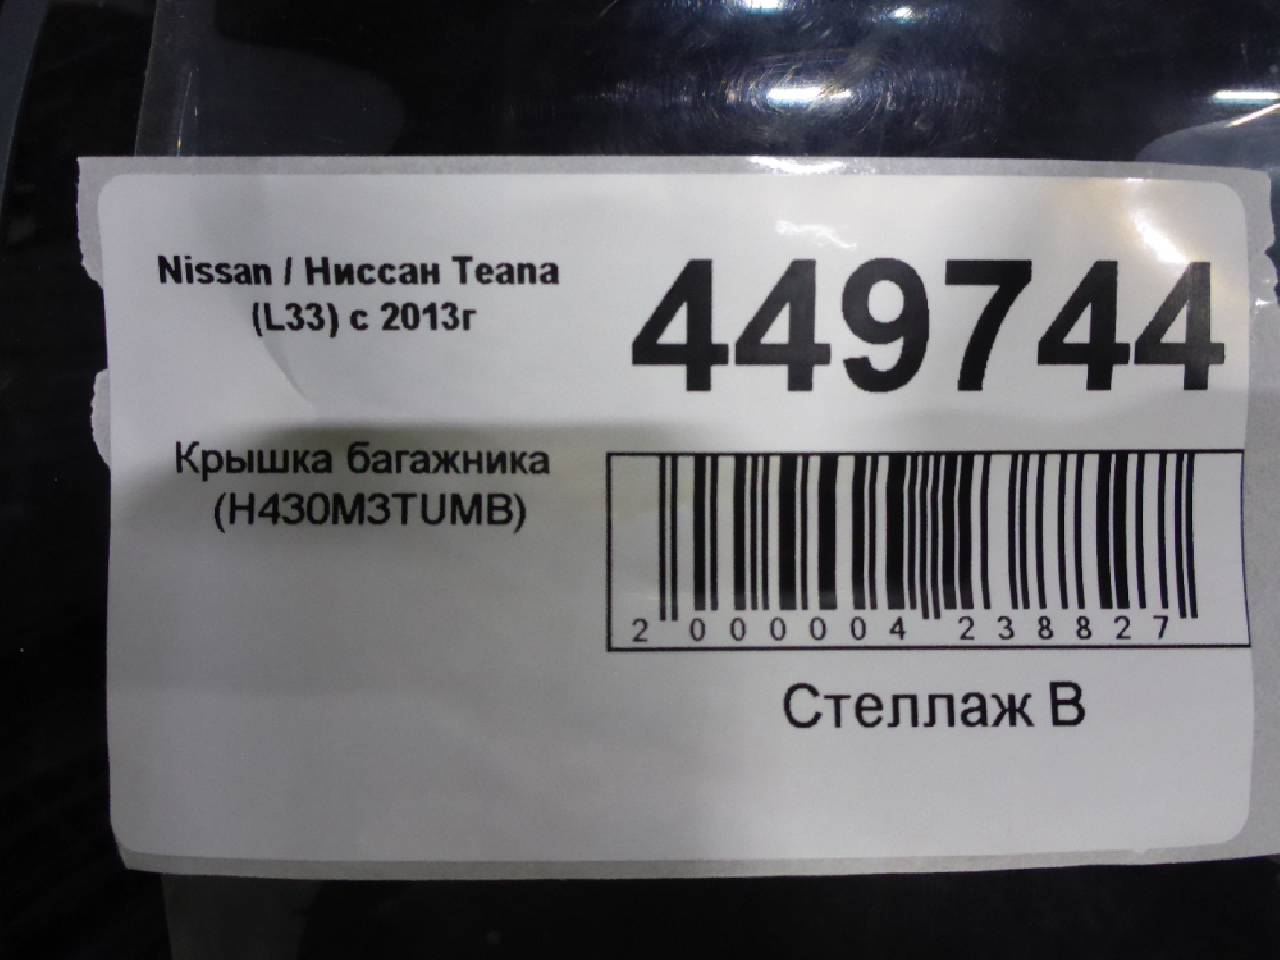 Nissan / Ниссан Teana
(L33) с 2013г
449744
Крышка багажника
(H430M3TUMB)
2 000004 238827
Стеллаж B